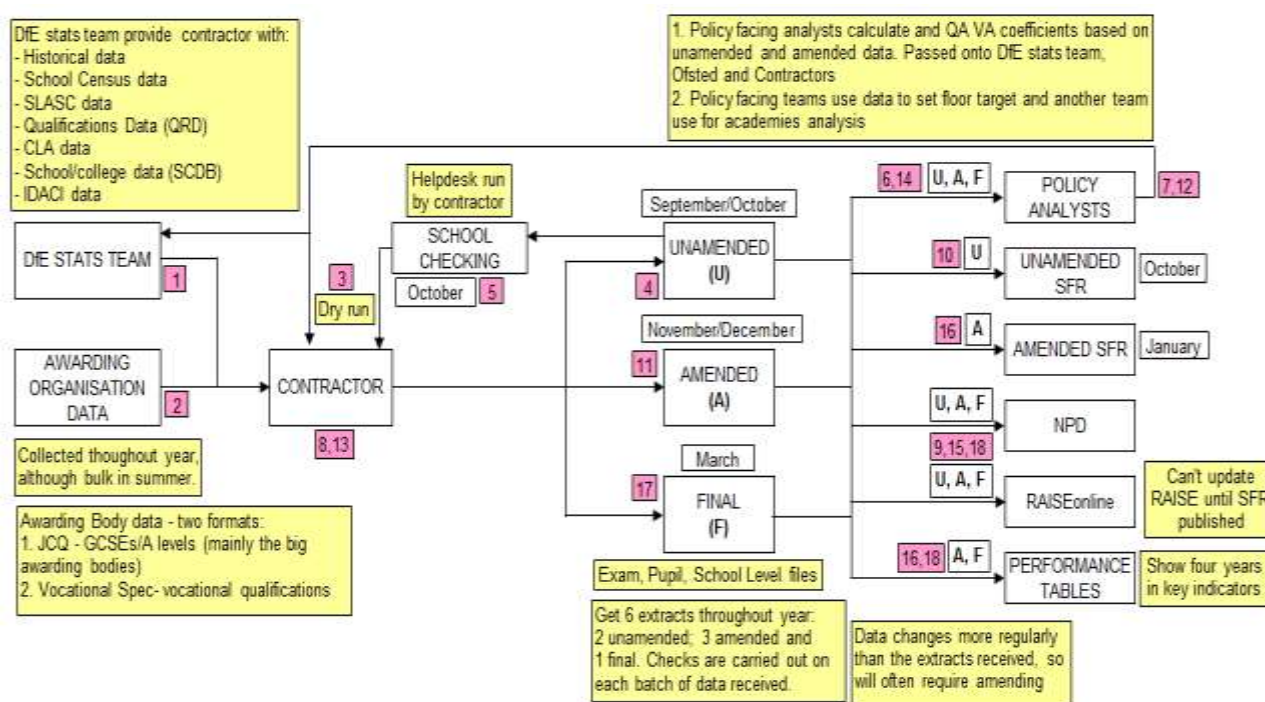 DfE stats team provide contractor with:
- Historical data
- School Census data
- SLASC data
- Qualifications Data (QRD)
- CLA data
- School/college data (SCDB)
- IDACI data
1. Policy facing analysts calculate and QA VA coefficients based on
unamended and amended data. Passed onto DfE stats team,
Ofsted and Contractors
2. Policy facing teams use data to set floor target and another team
use for academies analysis
DfE STATS TEAM
1
AWARDING
ORGANISATION
DATA
2
Collected thoughout year,
although bulk in summer.
Awarding Body data - two formats:
1. JCQ - GCSEs/A levels (mainly the big
awarding bodies)
2. Vocational Spec- vocational qualifications
3
Dry run
CONTRACTOR
8,13
Helpdesk run
by contractor
SCHOOL
CHECKING
October
5
September/October
UNAMENDED
(U)
4
November/December
11
AMENDED
(A)
March
17
FINAL
(F)
Exam, Pupil, School Level files
Get 6 extracts throughout year:
2 unamended; 3 amended and
1 final. Checks are carried out on
each batch of data received.
Data changes more regularly
than the extracts received, so
will often require amending
6,14
U, A, F
POLICY
ANALYSTS
7,12
10
U
UNAMENDED
SFR
October
16
A
AMENDED SFR
January
U, A, F
NPD
9,15,18
U, A, F
RAISEonline
Can't update
RAISE until SFR
published
16,18
A, F
PERFORMANCE
TABLES
Show four years
in key indicators